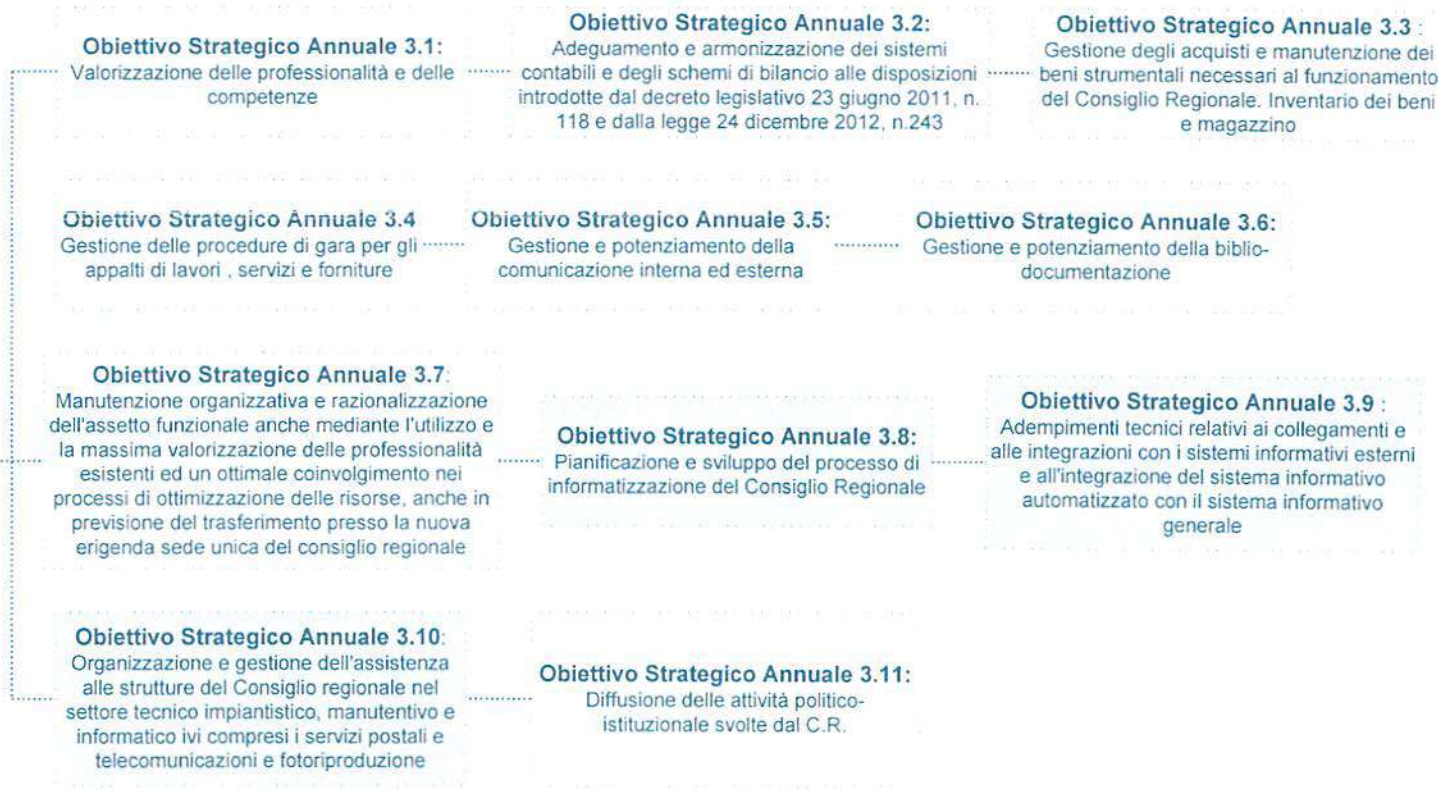 Obiettivo Strategico Annuale 3.1:
Valorizzazione delle professionalità e delle
competenze
Obiettivo Strategico Annuale 3.2:
Adeguamento e armonizzazione dei sistemi
contabili e degli schemi di bilancio alle disposizioni
introdotte dal decreto legislativo 23 giugno 2011, n.
118 e dalla legge 24 dicembre 2012, n.243
Obiettivo Strategico Annuale 3.3 :
Gestione degli acquisti e manutenzione dei
beni strumentali necessari al funzionamento
del Consiglio Regionale. Inventario dei beni
e magazzino
Obiettivo Strategico Annuale 3.4
Gestione delle procedure di gara per gli
appalti di lavori , servizi e forniture
Obiettivo Strategico Annuale 3.5:
Gestione e potenziamento della
comunicazione interna ed esterna
Obiettivo Strategico Annuale 3.6:
Gestione e potenziamento della biblio-
documentazione
Obiettivo Strategico Annuale 3.7:
Manutenzione organizzativa e razionalizzazione
dell'assetto funzionale anche mediante l'utilizzo e
la massima valorizzazione delle professionalità
esistenti ed un ottimale coinvolgimento nei
processi di ottimizzazione delle risorse, anche in
previsione del trasferimento presso la nuova
erigenda sede unica del consiglio regionale
Obiettivo Strategico Annuale 3.8:
Pianificazione e sviluppo del processo di
informatizzazione del Consiglio Regionale
Obiettivo Strategico Annuale 3.9 :
Adempimenti tecnici relativi ai collegamenti e
alle integrazioni con i sistemi informativi esterni
e all'integrazione del sistema informativo
automatizzato con il sistema informativo
generale
Obiettivo Strategico Annuale 3.10:
Organizzazione e gestione dell'assistenza
alle strutture del Consiglio regionale nel
settore tecnico impiantistico, manutentivo e
informatico ivi compresi i servizi postali e
telecomunicazioni e fotoriproduzione
Obiettivo Strategico Annuale 3.11:
Diffusione delle attività politico-
istituzionale svolte dal C.R.